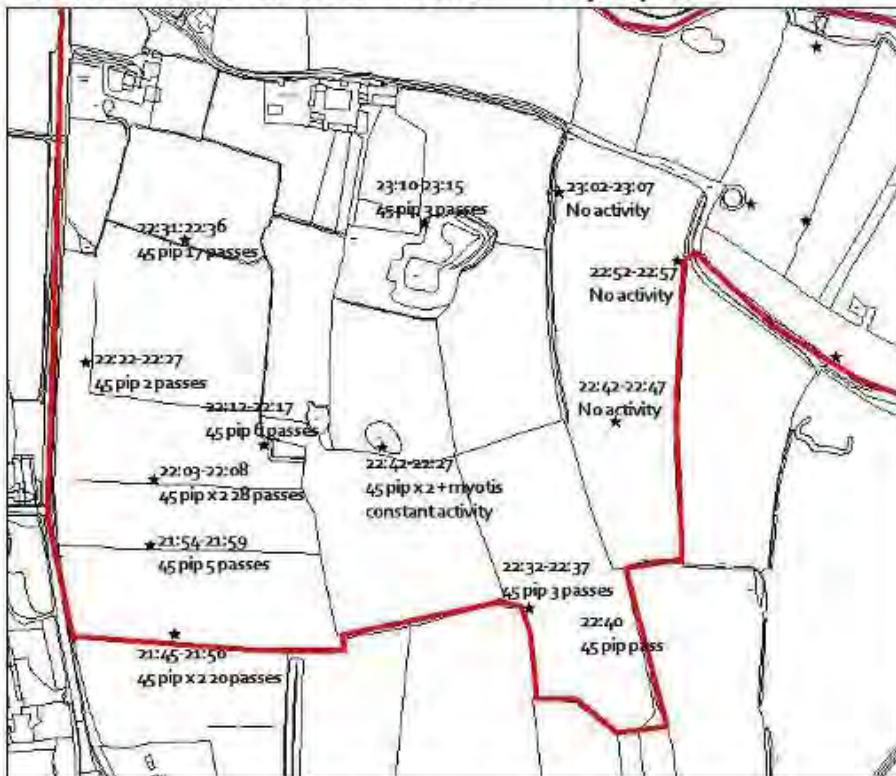 23:10-23:15
45 pip 3 passes
23:02-23:07
No activity
22:31-22:36
45 pip 17 passes
22:52-22:57
No activity
22:22-22:27
45 pip 2 passes
22:42-22:47
No activity
22:12-22:17
45 pip 6 passes
22:03-22:08
45 pip x 2 28 passes
22:42-22:27
45 pip x 2 + myotis
constant activity
21:54-21:59
45 pip 5 passes
22:32-22:37
45 pip 3 passes
22:40
45 pip pass
21:45-21:50
45 pip x 2 20 passes